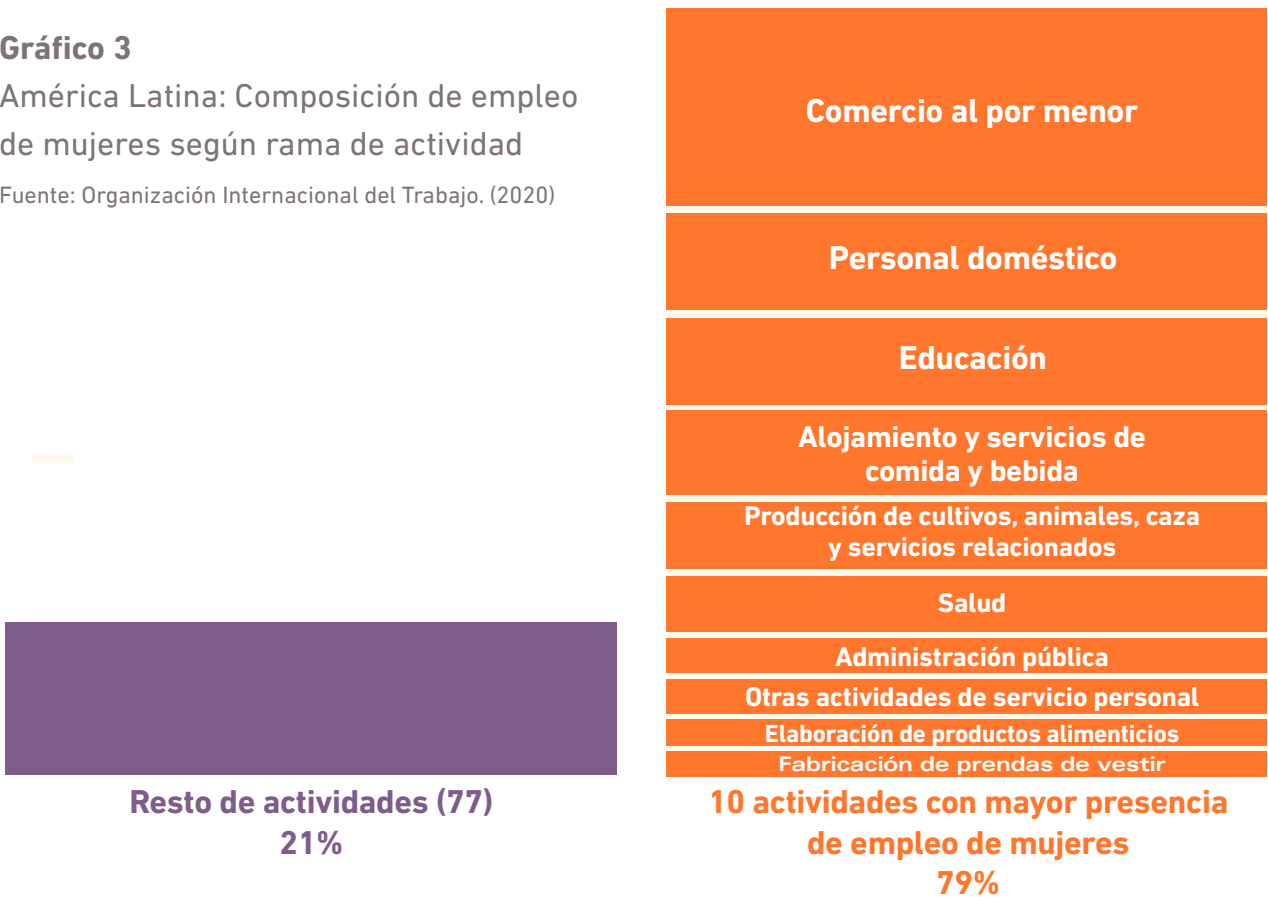 Gráfico 3
América Latina: Composición de empleo
de mujeres según rama de actividad
Fuente: Organización Internacional del Trabajo. (2020)
Comercio al por menor
Personal doméstico
Educación
Alojamiento y servicios de
comida y bebida
Producción de cultivos, animales, caza
y servicios relacionados
Salud
Administración pública
Otras actividades de servicio personal
Elaboración de productos alimenticios
Fabricación de prendas de vestir
Resto de actividades (77)
21%
10 actividades con mayor presencia
de empleo de mujeres
79%